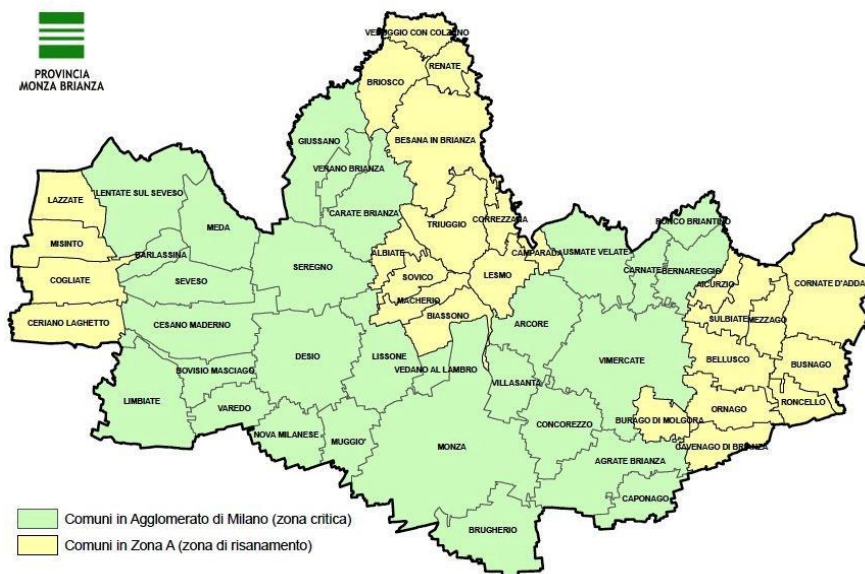 PROVINCIA
MONZA BRIANZA
VEDUGGIO CON COLZANO
RENATE
BRIOSCO
GIUSSANO
BESANA IN BRIANZA
VERANO BRIANZA
LENTATE SUL SEVESO
LAZZATE
CARATE BRIANZA
TRIUGGIO
CORREZZANA
RONCO BRIANTINO
MEDA
MISINTO
BARLASSINA
SEREGNO
ALBIATE
CAMPARADA
USMATE VELATE
COGLIATE
SEVESO
SOVICO
LESMO
CARNATE
BERNAREGGIO
AICURZIO
CORNATE D'ADDA
MACHERIO
CERIANO LAGHETTO
CESANO MADERNO
BIASSONO
ARCORE
SULBIATE
MEZZAGO
DESIO
LISSONE
VIMERCATE
BELLUSCO
BUSNAGO
BOVISIO MASCIAGO
VEDANO AL LAMBRO
VILLASANTA
LIMBIATE
VAREDO
RONCELLO
ORNAGO
BURAGO DI MOLGORA
CONCOREZZO
NOVA MILANESE
MUGGIO'
MONZA
CAVENAGO DI BRIANZA
AGRATE BRIANZA
CAPONAGO
BRUGHERIO
Comuni in Agglomerato di Milano (zona critica)
Comuni in Zona A (zona di risanamento)